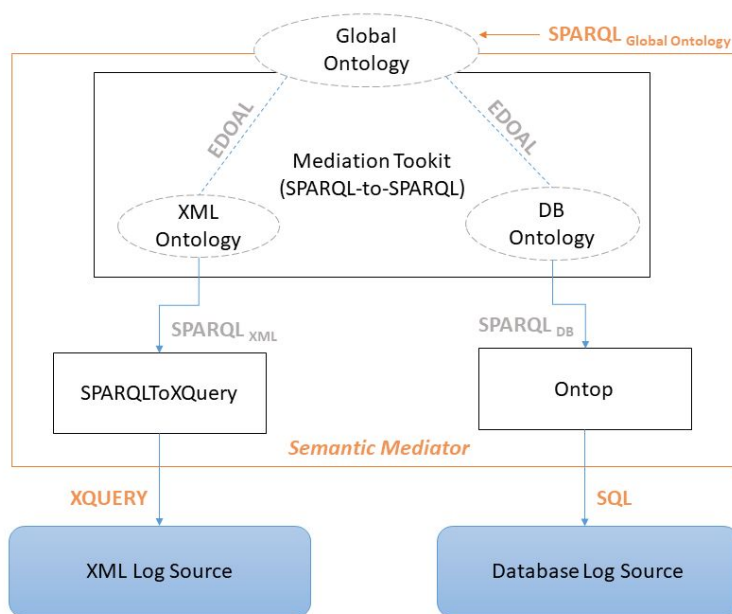 Global
Ontology
SPARQL Global Ontology
EDOAL
EDOAL
Mediation Tookit
(SPARQL-to-SPARQL)
XML
Ontology
DB
Ontology
SPARQL XML
SPARQL DB
SPARQLToXQuery
Ontop
Semantic Mediator
XQUERY
SQL
XML Log Source
Database Log Source